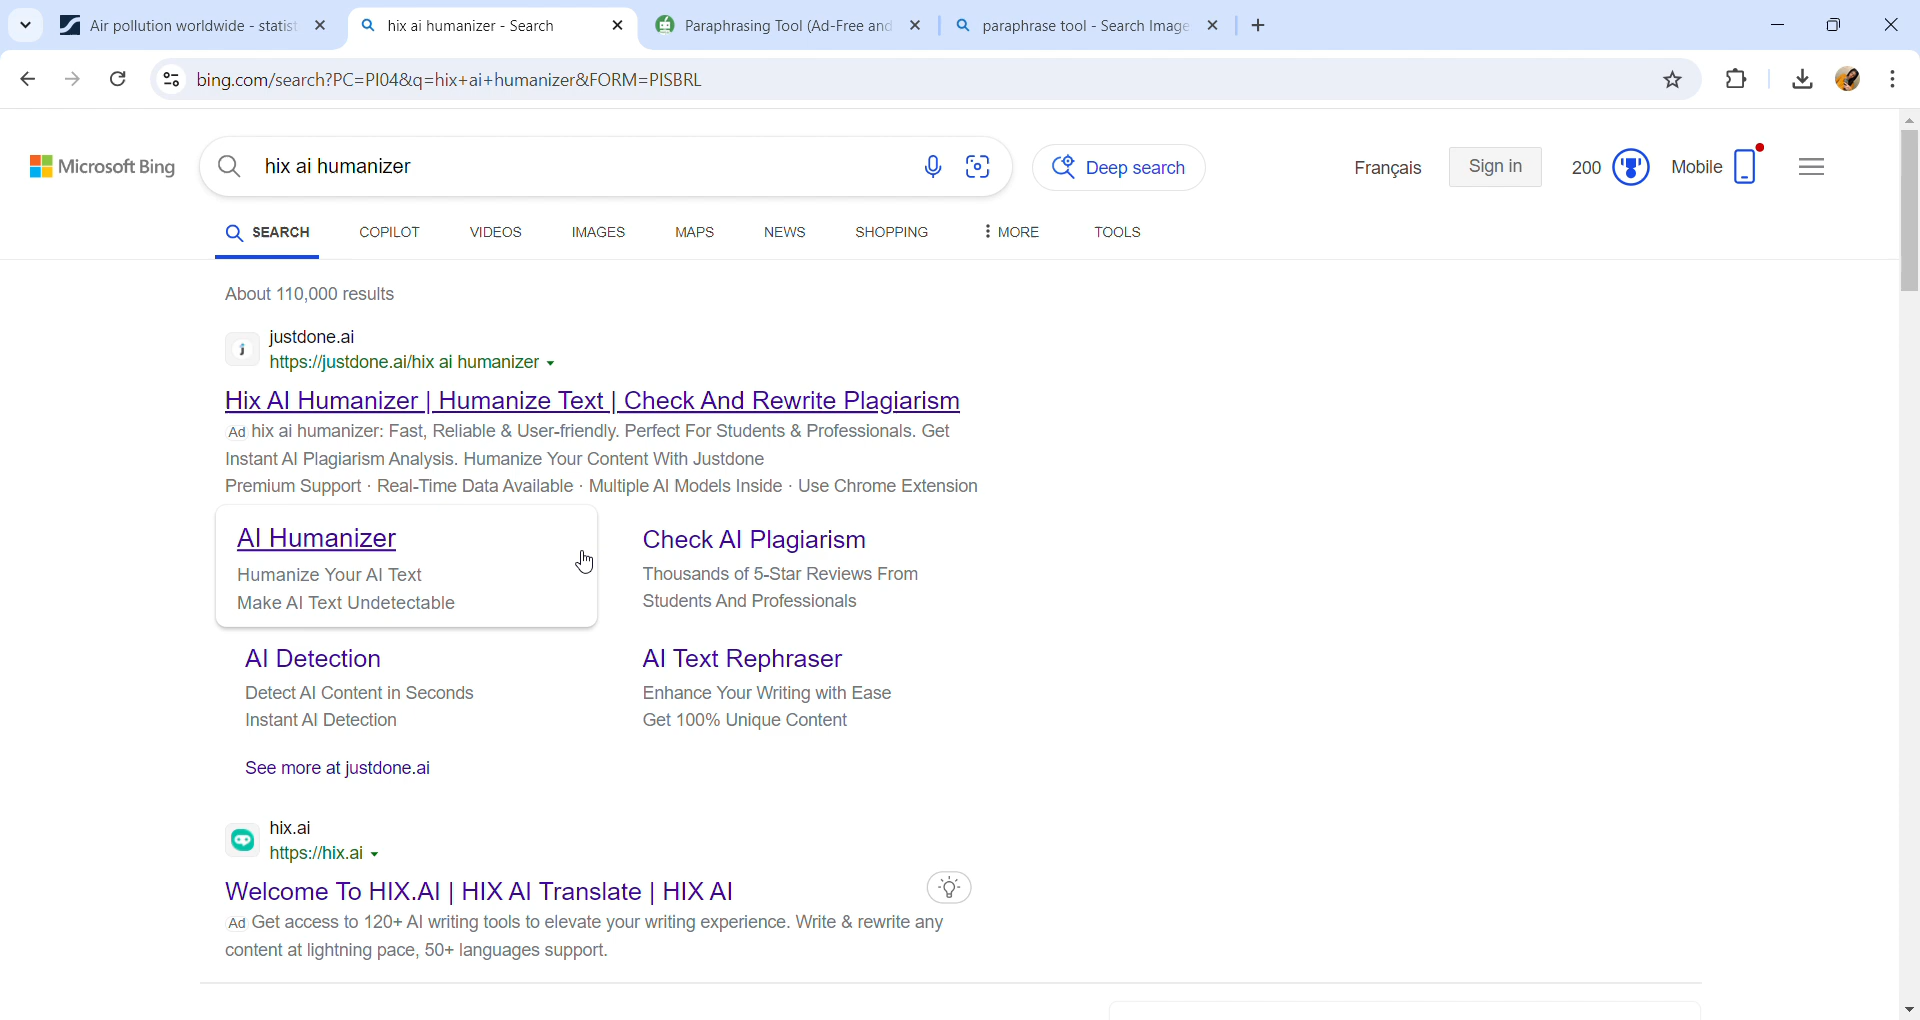 Air pollution worldwide - statist
hix ai humanizer - Search
Paraphrasing Tool (Ad-Free and
paraphrase tool - Search Image
bing.com/search?PC=PI04&q=hix+ai+humanizer&FORM=PISBRL
Microsoft Bing
hix ai humanizer
Deep search
Français
Sign in
200
Mobile
SEARCH
COPILOT
VIDEOS
IMAGES
MAPS
NEWS
SHOPPING
MORE
TOOLS
About 110,000 results
justdone.ai
https://justdone.ai/hix ai humanizer
Hix AI Humanizer | Humanize Text | Check And Rewrite Plagiarism
Ad hix ai humanizer: Fast, Reliable & User-friendly. Perfect For Students & Professionals. Get
Instant AI Plagiarism Analysis. Humanize Your Content With Justdone
Premium Support · Real-Time Data Available · Multiple AI Models Inside · Use Chrome Extension
AI Humanizer
Humanize Your AI Text
Make AI Text Undetectable
Check AI Plagiarism
Thousands of 5-Star Reviews From
Students And Professionals
AI Detection
Detect AI Content in Seconds
Instant AI Detection
AI Text Rephraser
Enhance Your Writing with Ease
Get 100% Unique Content
See more at justdone.ai
hix.ai
https://hix.ai
Welcome To HIX.AI | HIX AI Translate | HIX AI
Ad Get access to 120+ AI writing tools to elevate your writing experience. Write & rewrite any
content at lightning pace, 50+ languages support.